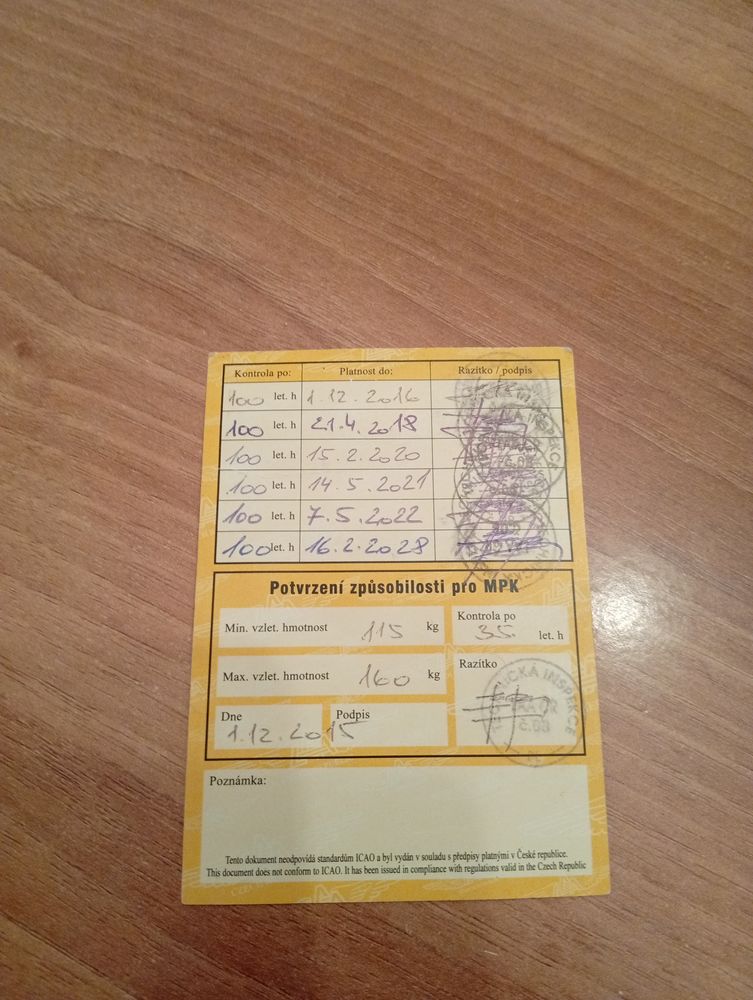 Kontrola po: Platnost do: Razítko / podpis
100 let. h 1.12.2016
100 let. h 21.4.2018
100 let. h 15.2.2020
100 let. h 14.5.2021
100 let. h 7.5.2022
100 let. h 16.2.2028
Potvrzení způsobilosti pro MPK
Min. vzlet. hmotnost 115 kg
Kontrola po
35 let. h
Max. vzlet. hmotnost 160 kg
Razítko
INSPEKCE
LAA ČR
Dne Podpis
1.12.2015
Poznámka:
Tento dokument neodpovídá standardům ICAO a byl vydán v souladu s předpisy platnými v České republice.
This document does not conform to ICAO. It has been issued in compliance with regulations valid in the Czech Republic